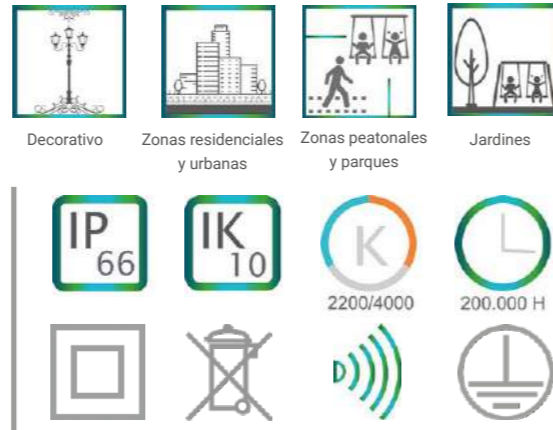 Decorativo
Zonas residenciales
y urbanas
Zonas peatonales
y parques
Jardines
IP
66
IK
10
K
2200/4000
200.000 H